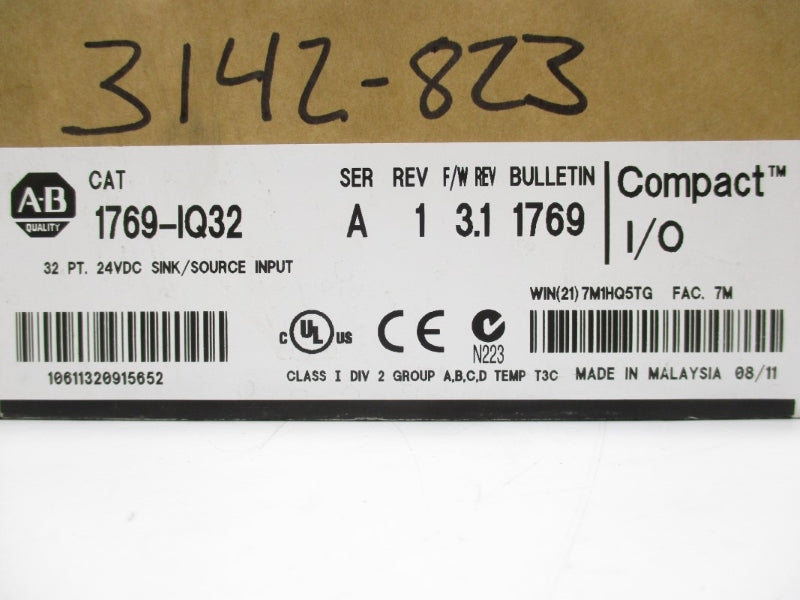 3142-823
A-B
QUALITY
CAT
1769-IQ32
SER REV F/W REV BULLETIN
A 1 3.1 1769
Compact™
I/O
32 PT. 24VDC SINK/SOURCE INPUT
WIN(21) 7M1HQ5TG FAC. 7M
10611320915652
C UL US
CE
N223
CLASS I DIV 2 GROUP A,B,C,D TEMP T3C
MADE IN MALAYSIA 08/11